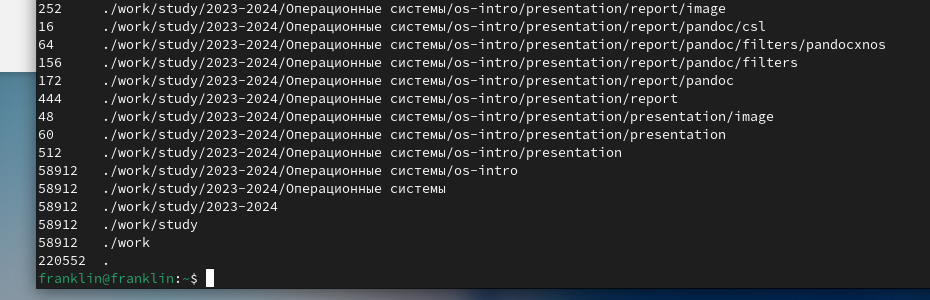 252 ./work/study/2023-2024/Операционные системы/os-intro/presentation/report/image
16 ./work/study/2023-2024/Операционные системы/os-intro/presentation/report/pandoc/csl
64 ./work/study/2023-2024/Операционные системы/os-intro/presentation/report/pandoc/filters/pandocxnos
156 ./work/study/2023-2024/Операционные системы/os-intro/presentation/report/pandoc/filters
172 ./work/study/2023-2024/Операционные системы/os-intro/presentation/report/pandoc
444 ./work/study/2023-2024/Операционные системы/os-intro/presentation/report
48 ./work/study/2023-2024/Операционные системы/os-intro/presentation/presentation/image
60 ./work/study/2023-2024/Операционные системы/os-intro/presentation/presentation
512 ./work/study/2023-2024/Операционные системы/os-intro/presentation
58912 ./work/study/2023-2024/Операционные системы/os-intro
58912 ./work/study/2023-2024/Операционные системы
58912 ./work/study/2023-2024
58912 ./work/study
58912 ./work
220552 .
franklin@franklin:~$